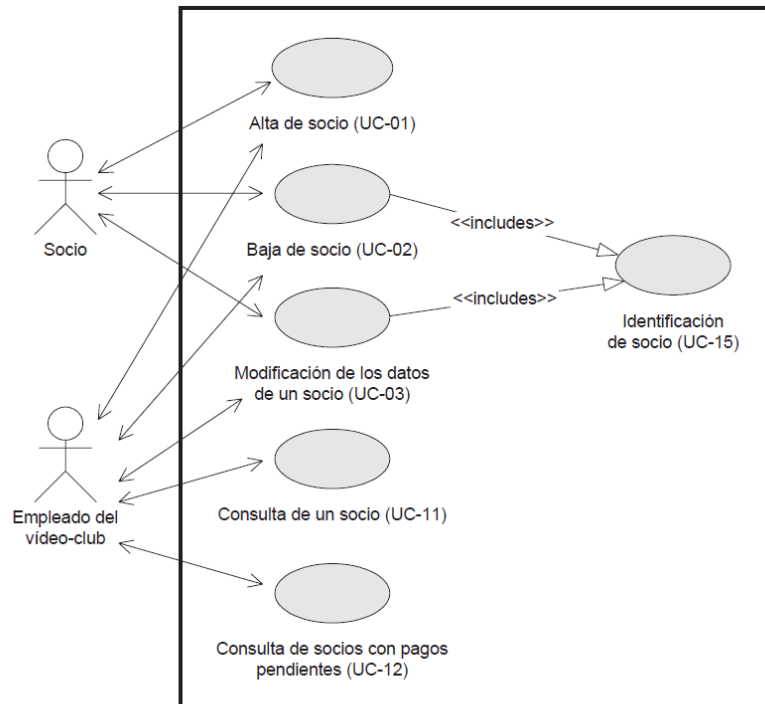 Alta de socio (UC-01)
Socio
Baja de socio (UC-02)
<<includes>>
<<includes>>
Identificación
de socio (UC-15)
Modificación de los datos
de un socio (UC-03)
Empleado del
vídeo-club
Consulta de un socio (UC-11)
Consulta de socios con pagos
pendientes (UC-12)